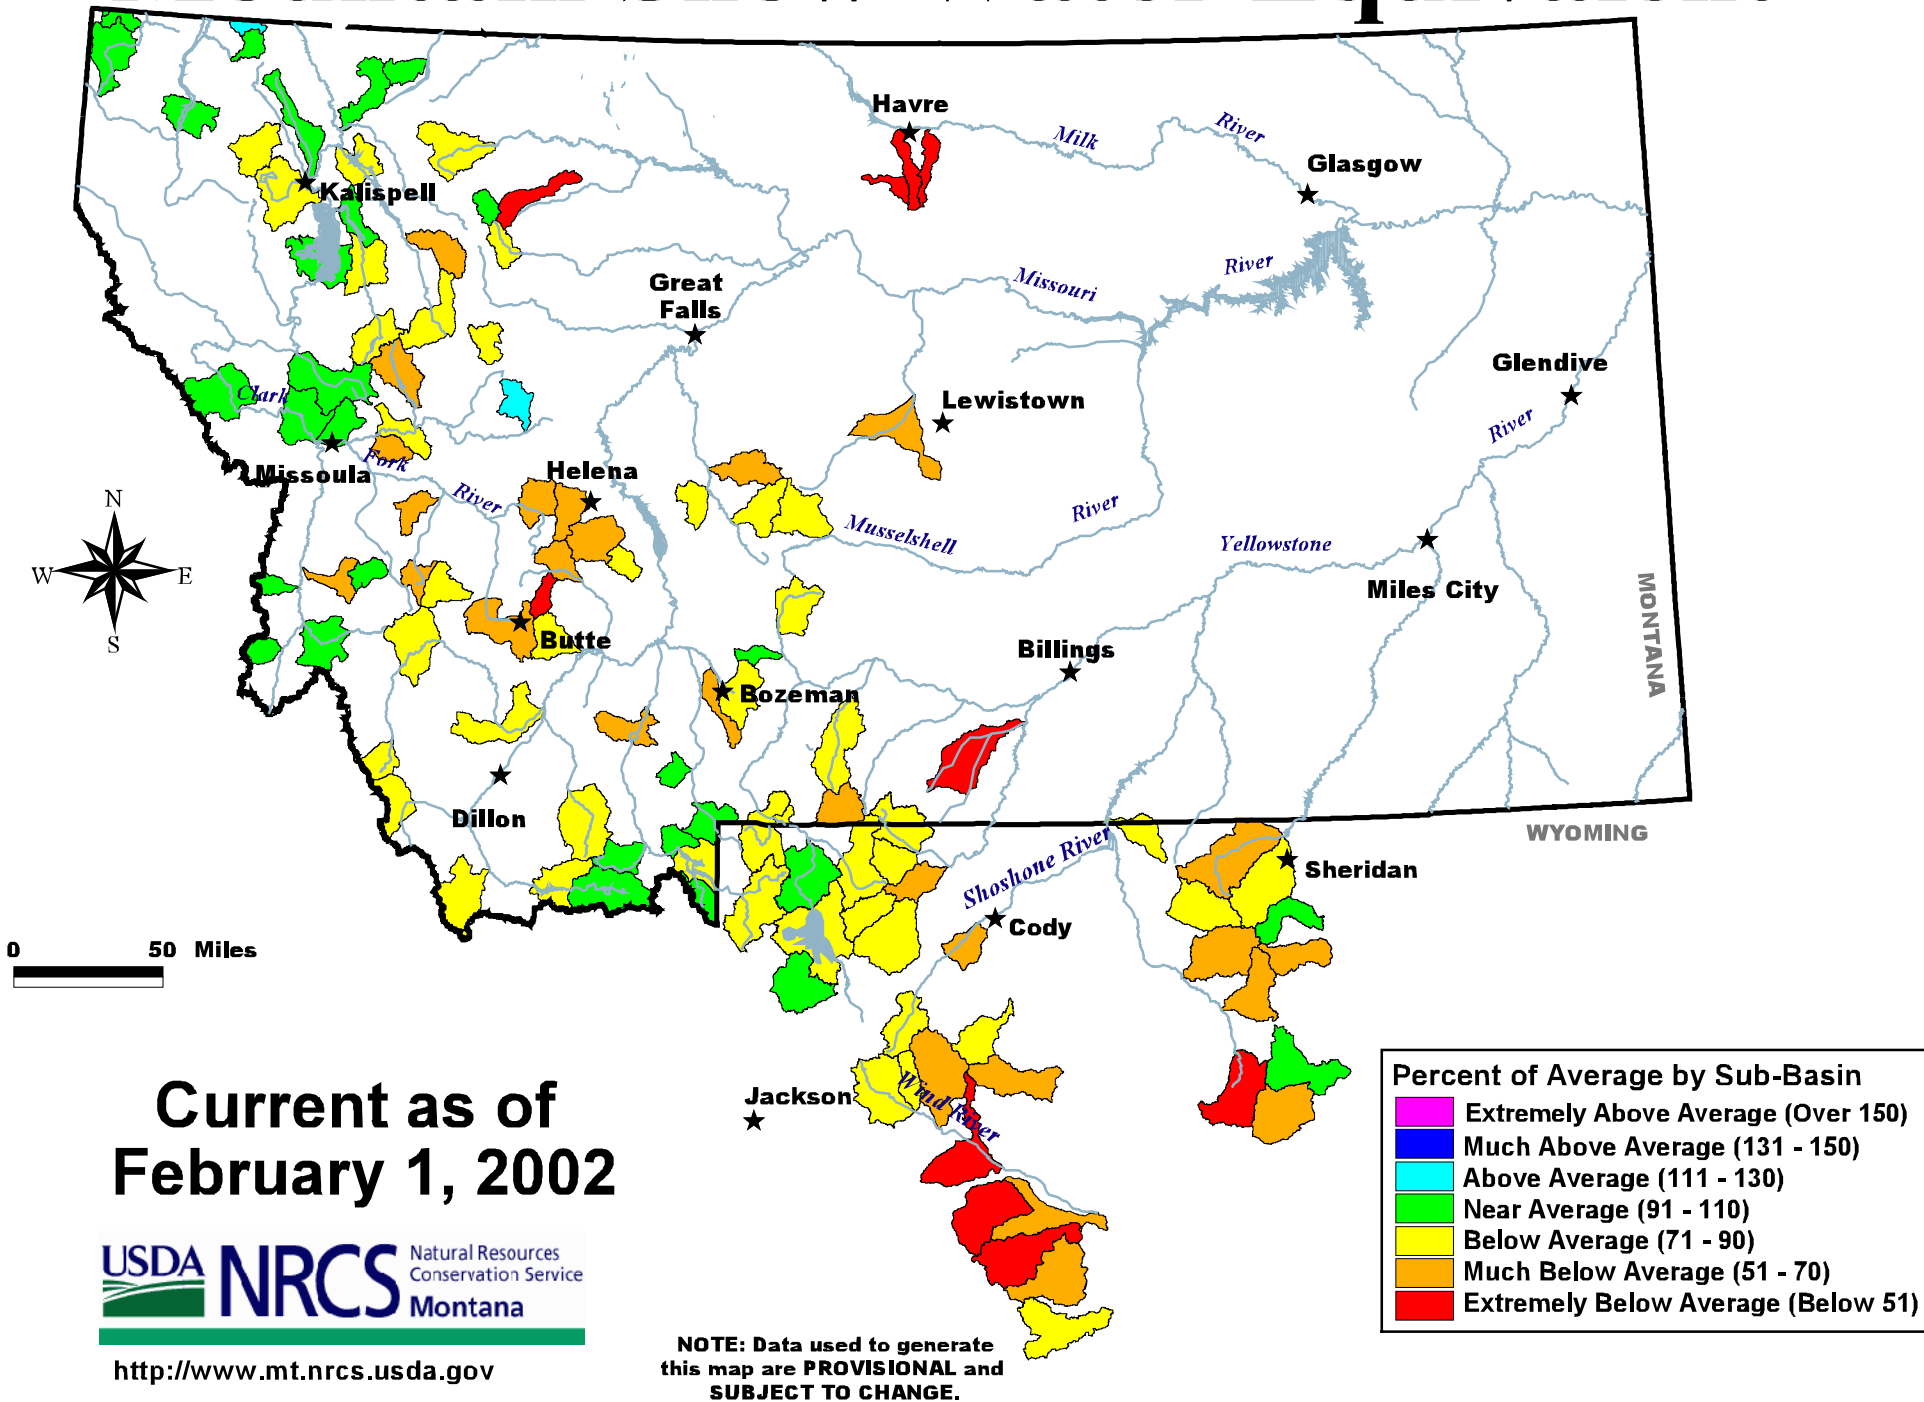 Havre
Milk
River
Glasgow
Kalispell
Great
Falls
Missouri
River
Glendive
River
Lewistown
Clark
Fork
River
Missoula
Helena
Musselshell
River
Yellowstone
Miles City
MONTANA
N
W
E
S
Butte
Billings
Bozeman
Dillon
WYOMING
Shoshone River
Sheridan
Cody
0 50 Miles
Jackson
Wind River
Current as of
February 1, 2002
USDA NRCS
Natural Resources
Conservation Service
Montana
http://www.mt.nrcs.usda.gov
NOTE: Data used to generate
this map are PROVISIONAL and
SUBJECT TO CHANGE.
Percent of Average by Sub-Basin
Extremely Above Average (Over 150)
Much Above Average (131 - 150)
Above Average (111 - 130)
Near Average (91 - 110)
Below Average (71 - 90)
Much Below Average (51 - 70)
Extremely Below Average (Below 51)